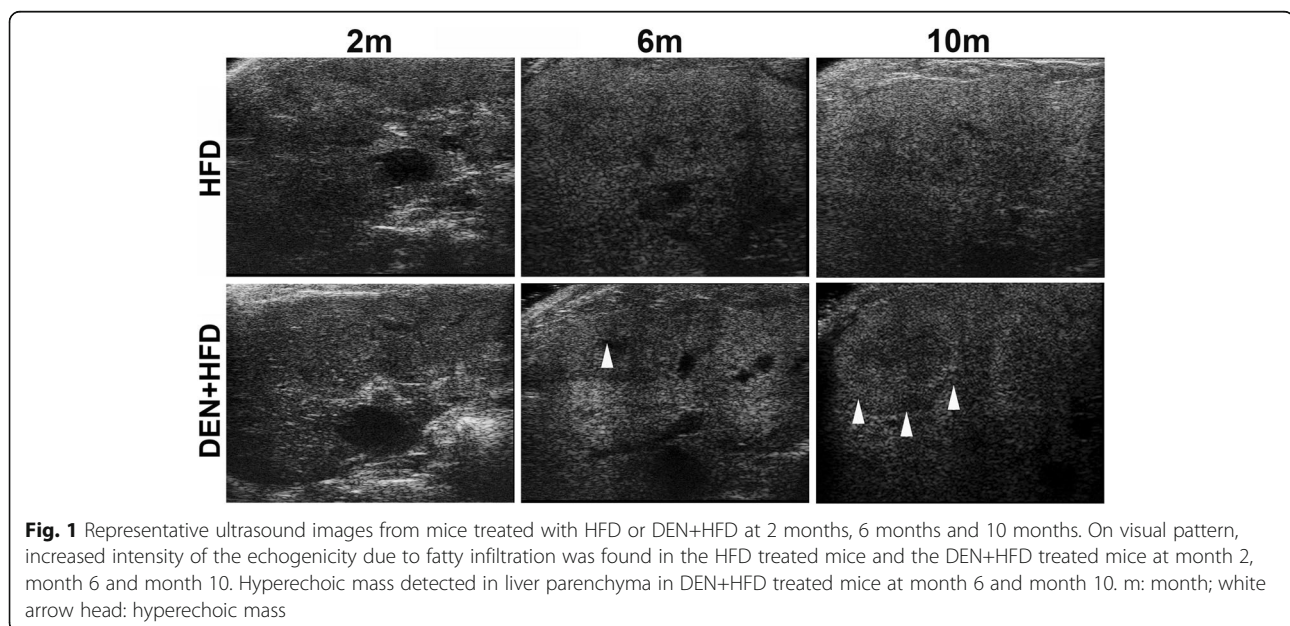 2m 6m 10m
HFD
DEN+HFD
Fig. 1 Representative ultrasound images from mice treated with HFD or DEN+HFD at 2 months, 6 months and 10 months. On visual pattern,
increased intensity of the echogenicity due to fatty infiltration was found in the HFD treated mice and the DEN+HFD treated mice at month 2,
month 6 and month 10. Hyperechoic mass detected in liver parenchyma in DEN+HFD treated mice at month 6 and month 10. m: month; white
arrow head: hyperechoic mass